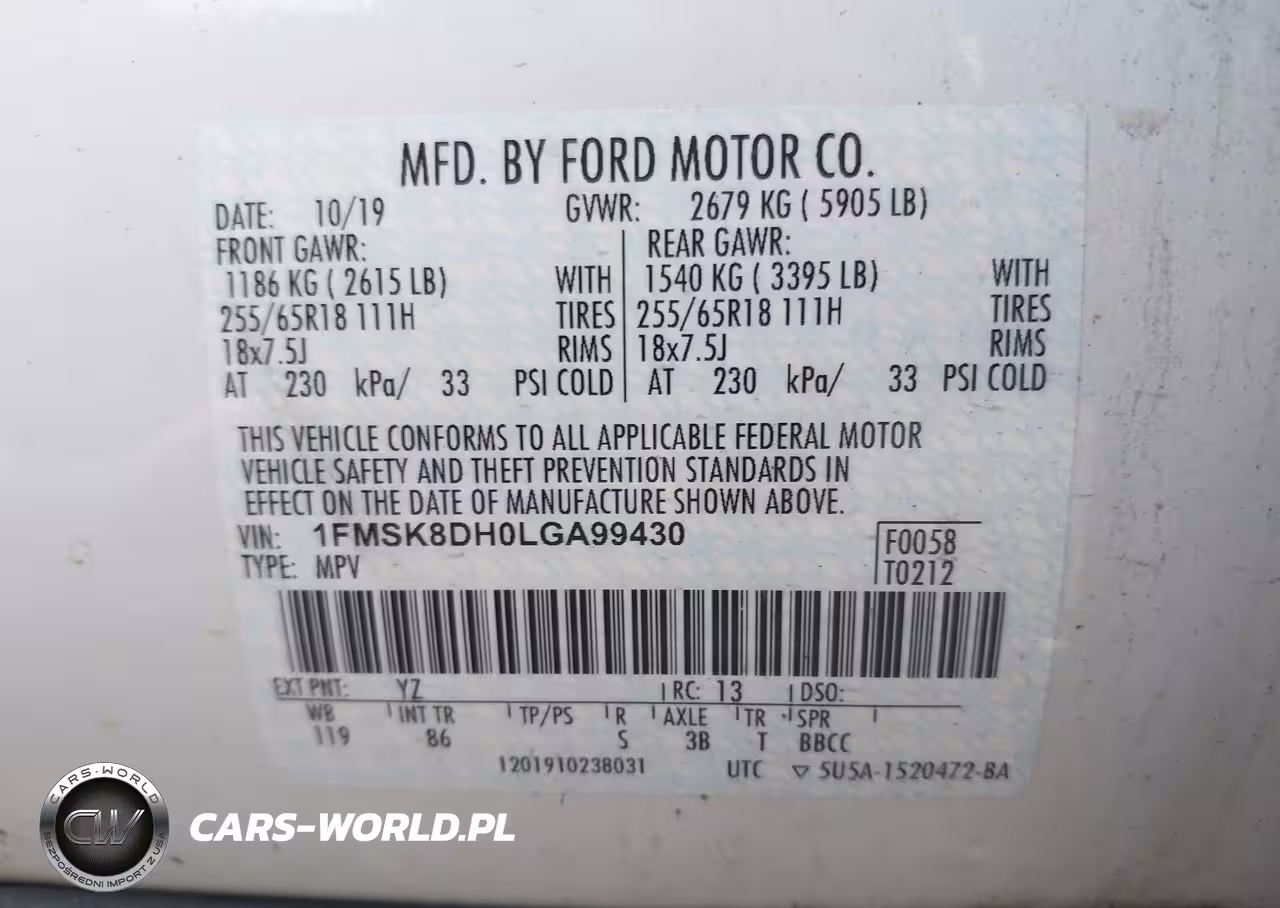 MFD. BY FORD MOTOR CO.
DATE: 10/19 GVWR: 2679 KG ( 5905 LB)
FRONT GAWR: REAR GAWR:
1186 KG ( 2615 LB) WITH 1540 KG ( 3395 LB) WITH
255/65R18 111H TIRES 255/65R18 111H TIRES
18x7.5J RIMS 18x7.5J RIMS
AT 230 kPa/ 33 PSI COLD AT 230 kPa/ 33 PSI COLD
THIS VEHICLE CONFORMS TO ALL APPLICABLE FEDERAL MOTOR
VEHICLE SAFETY AND THEFT PREVENTION STANDARDS IN
EFFECT ON THE DATE OF MANUFACTURE SHOWN ABOVE.
VIN: 1FMSK8DH0LGA99430 F0058
TYPE: MPV T0212
EXT PNT: YZ RC: 13 DSO:
WB INT TR TP/PS R AXLE TR SPR
119 86 S 3B T BBCC
1201910238031 UTC ▽ 5U5A-1520472-BA
CARS-WORLD
CW
BEZPOŚREDNI IMPORT Z USA
CARS-WORLD.PL